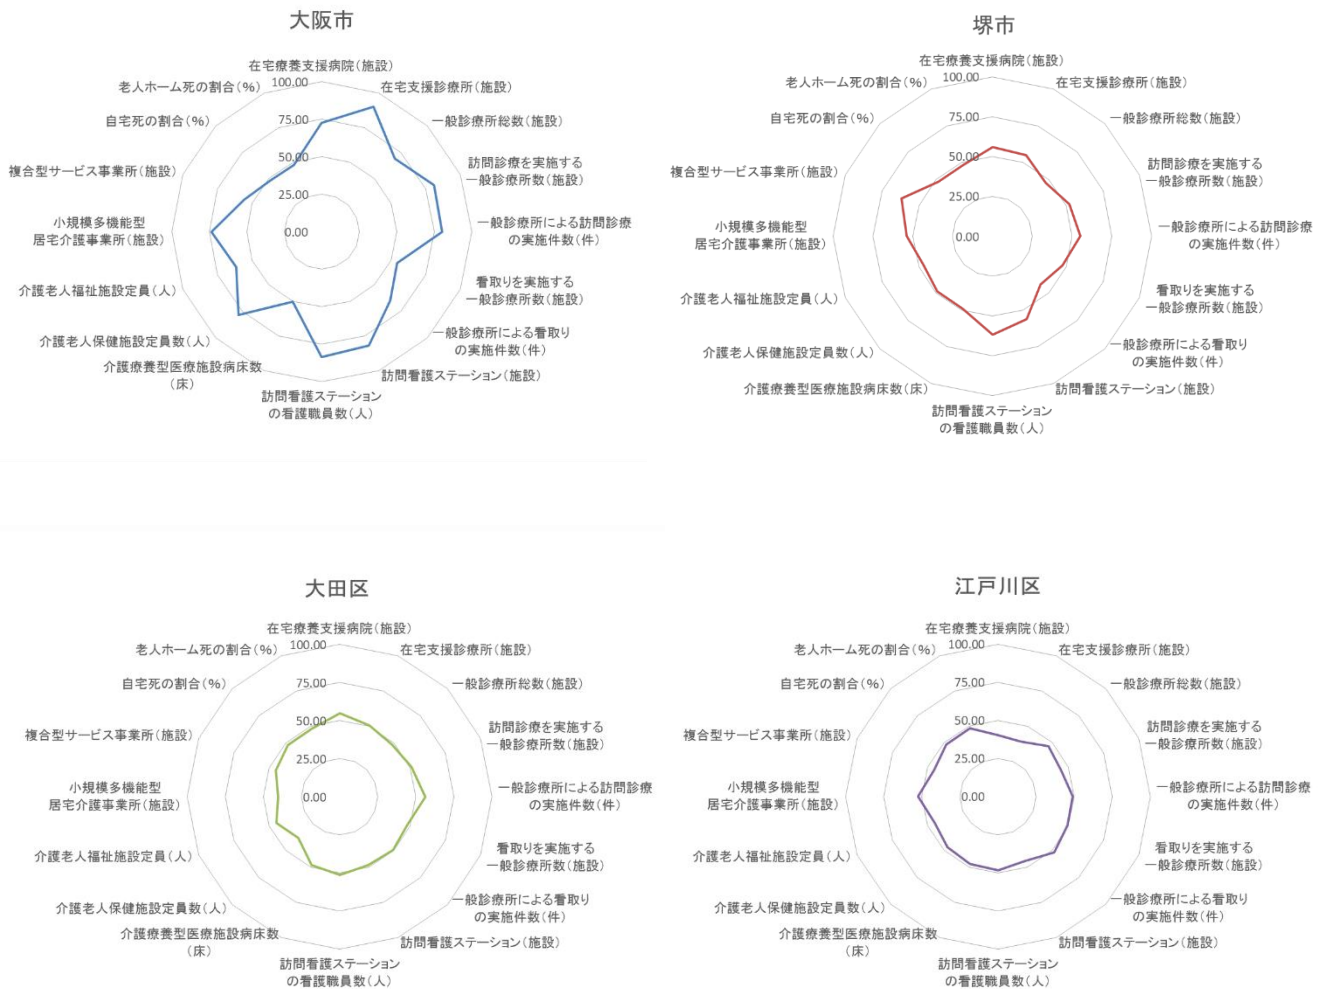 大阪市
在宅療養支援病院(施設)
在宅支援診療所(施設)
一般診療所総数(施設)
訪問診療を実施する
一般診療所数(施設)
一般診療所による訪問診療
の実施件数(件)
看取りを実施する
一般診療所数(施設)
一般診療所による看取り
の実施件数(件)
訪問看護ステーション(施設)
訪問看護ステーション
の看護職員数(人)
介護療養型医療施設病床数
(床)
介護老人保健施設定員数(人)
介護老人福祉施設定員(人)
小規模多機能型
居宅介護事業所(施設)
複合型サービス事業所(施設)
自宅死の割合(%)
老人ホーム死の割合(%)
100.00
75.00
50.00
25.00
0.00
堺市
在宅療養支援病院(施設)
在宅支援診療所(施設)
一般診療所総数(施設)
訪問診療を実施する
一般診療所数(施設)
一般診療所による訪問診療
の実施件数(件)
看取りを実施する
一般診療所数(施設)
一般診療所による看取り
の実施件数(件)
訪問看護ステーション(施設)
訪問看護ステーション
の看護職員数(人)
介護療養型医療施設病床数(床)
介護老人保健施設定員数(人)
介護老人福祉施設定員(人)
小規模多機能型
居宅介護事業所(施設)
複合型サービス事業所(施設)
自宅死の割合(%)
老人ホーム死の割合(%)
100.00
75.00
50.00
25.00
0.00
大田区
在宅療養支援病院(施設)
在宅支援診療所(施設)
一般診療所総数(施設)
訪問診療を実施する
一般診療所数(施設)
一般診療所による訪問診療
の実施件数(件)
看取りを実施する
一般診療所数(施設)
一般診療所による看取り
の実施件数(件)
訪問看護ステーション(施設)
訪問看護ステーション
の看護職員数(人)
介護療養型医療施設病床数
(床)
介護老人保健施設定員数(人)
介護老人福祉施設定員(人)
小規模多機能型
居宅介護事業所(施設)
複合型サービス事業所(施設)
自宅死の割合(%)
老人ホーム死の割合(%)
100.00
75.00
50.00
25.00
0.00
江戸川区
在宅療養支援病院(施設)
在宅支援診療所(施設)
一般診療所総数(施設)
訪問診療を実施する
一般診療所数(施設)
一般診療所による訪問診療
の実施件数(件)
看取りを実施する
一般診療所数(施設)
一般診療所による看取り
の実施件数(件)
訪問看護ステーション(施設)
訪問看護ステーション
の看護職員数(人)
介護療養型医療施設病床数
(床)
介護老人保健施設定員数(人)
介護老人福祉施設定員(人)
小規模多機能型
居宅介護事業所(施設)
複合型サービス事業所(施設)
自宅死の割合(%)
老人ホーム死の割合(%)
100.00
75.00
50.00
25.00
0.00